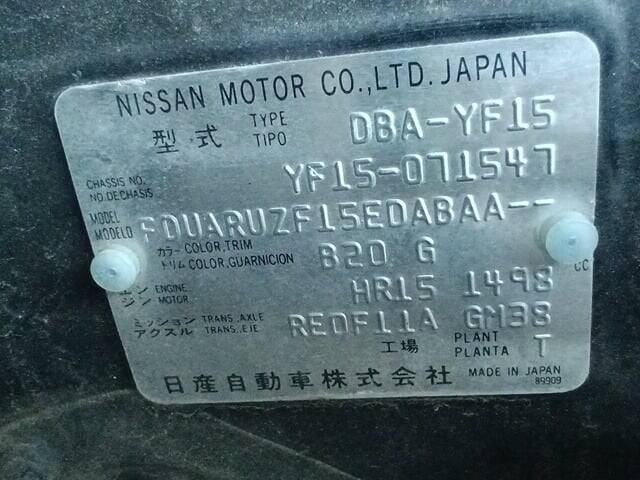 NISSAN MOTOR CO.,LTD. JAPAN
型式 TYPE TIPO DBA-YF15
CHASSIS NO. NO.DECHASIS YF15-071547
MODEL MODELO FDUARUZF15EDABAA--
カラー COLOR,TRIM トリム COLOR,GUARNICION B20 G
エンジン ENGINE MOTOR HR15 1498 CC
ミッション TRANS.,AXLE アクスル TRANS.,EJE RE0F11A GM38
工場 PLANT PLANTA T
日産自動車株式会社 MADE IN JAPAN
89909